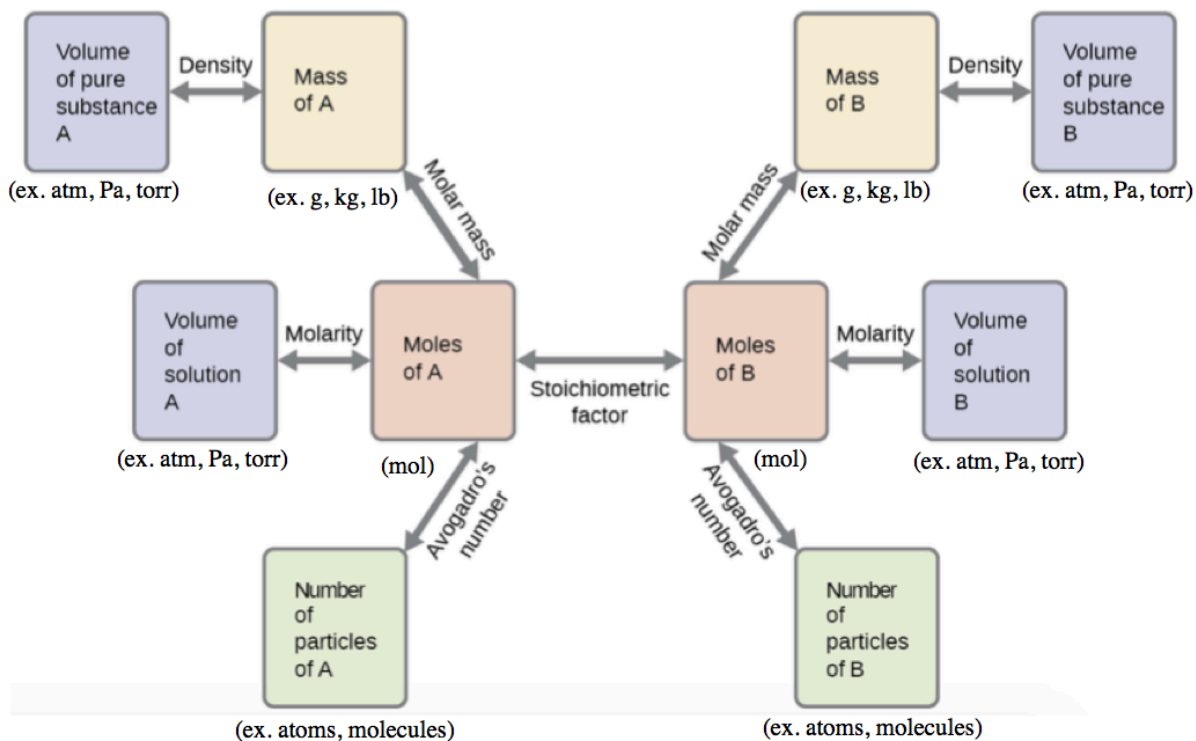 Volume
of pure
substance
A
Density
Mass
of A
Mass
of B
Density
Volume
of pure
substance
B
(ex. atm, Pa, torr)
(ex. g, kg, lb)
(ex. g, kg, lb)
(ex. atm, Pa, torr)
Molar mass
Molar mass
Volume
of
solution
A
Molarity
Moles
of A
Stoichiometric
factor
Moles
of B
Molarity
Volume
of
solution
B
(ex. atm, Pa, torr)
(mol)
(mol)
(ex. atm, Pa, torr)
Avogadro's
number
Avogadro's
number
Number
of
particles
of A
Number
of
particles
of B
(ex. atoms, molecules)
(ex. atoms, molecules)